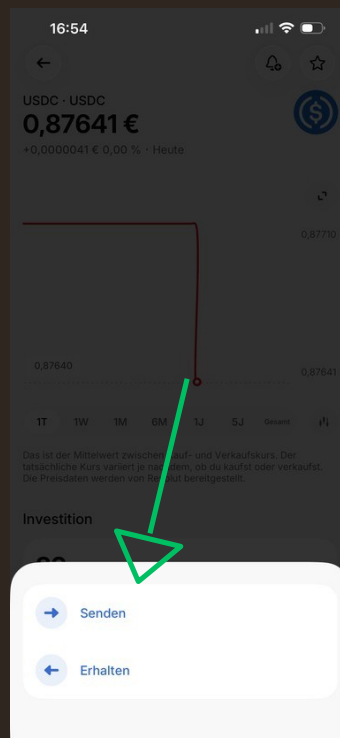 16:54
USDC · USDC
0,87641 €
+0,0000041 € 0,00 % · Heute
0,87710
0,87640
0,87641
1T 1W 1M 6M 1J 5J Gesamt
Das ist der Mittelwert zwischen Kauf- und Verkaufskurs. Der
tatsächliche Kurs variiert je nachdem, ob du kaufst oder verkaufst.
Die Preisdaten werden von Revolut bereitgestellt.
Investition
Senden
Erhalten